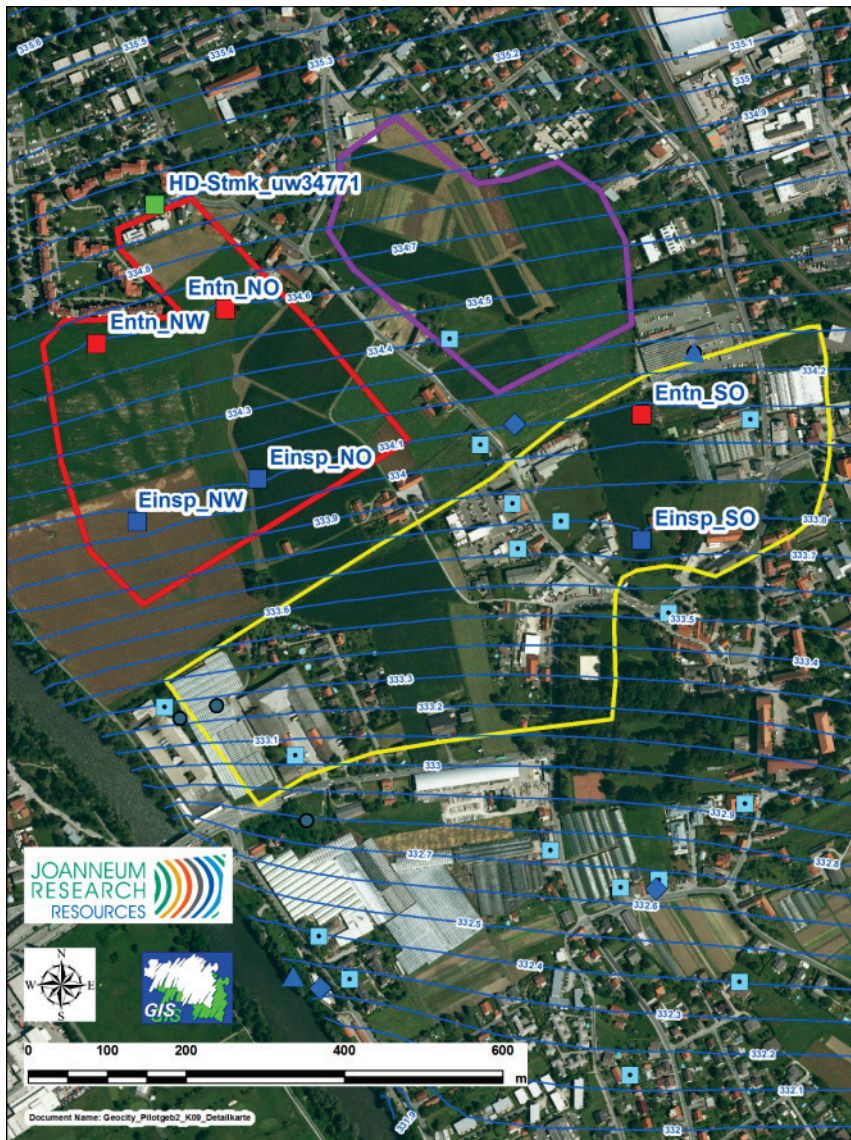 335.6
335.5
335.4
335.3
335.2
335.1
335
334.9
HD-Stmk_uw34771
334.8
334.7
Entn_NO
334.6
334.5
Entn_NW
334.4
334.2
334.3
Entn_SO
334.1
Einsp_NO
334
Einsp_NW
333.9
333.8
Einsp_SO
333.7
333.6
333.5
333.4
333.3
333.2
333.1
333
332.9
332.7
332.8
JOANNEUM
RESEARCH
RESOURCES
332.6
332.5
332.4
N
W E
S
GIS
GIS
332.3
332.2
332.1
332
331.9
0 100 200 400 600
m
Document Name: Geocity_Pilotgeb2_K09_Detailkarte